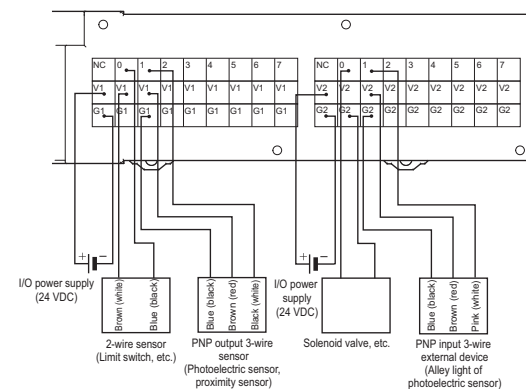 NC 0 1 2 3 4 5 6 7
V1 V1 V1 V1 V1 V1 V1 V1 V1
G1 G1 G1 G1 G1 G1 G1 G1 G1
NC 0 1 2 3 4 5 6 7
V2 V2 V2 V2 V2 V2 V2 V2 V2
G2 G2 G2 G2 G2 G2 G2 G2 G2
+ −
I/O power supply
(24 VDC)
Brown (white)
Blue (black)
2-wire sensor
(Limit switch, etc.)
Blue (black)
Brown (red)
Black (white)
PNP output 3-wire
sensor
(Photoelectric sensor,
proximity sensor)
+ −
I/O power
supply
(24 VDC)
Solenoid valve, etc.
Blue (black)
Brown (red)
Pink (white)
PNP input 3-wire
external device
(Alley light of
photoelectric sensor)